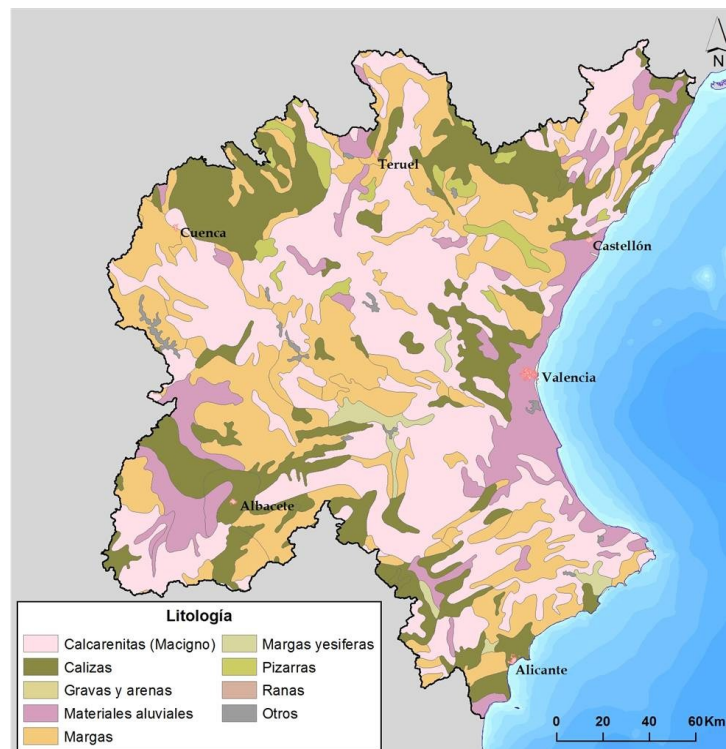 N
Teruel
Cuenca
Castellón
Valencia
Albacete
Alicante
Litología
Calcarenitas (Macigno)
Calizas
Gravas y arenas
Materiales aluviales
Margas
Margas yesiferas
Pizarras
Ranas
Otros
0 20 40 60 Km